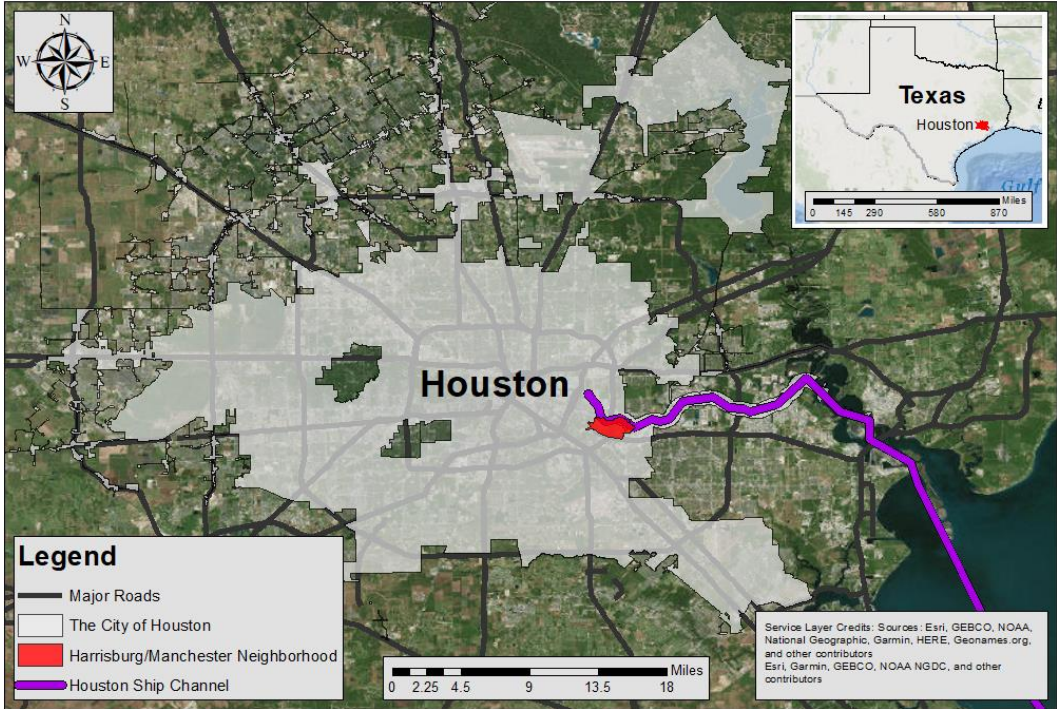 N
W E
S
Texas
Houston
Gulf
Miles
0 145 290 580 870
Houston
Legend
Major Roads
The City of Houston
Harrisburg/Manchester Neighborhood
Houston Ship Channel
Miles
0 2.25 4.5 9 13.5 18
Service Layer Credits: Sources: Esri, GEBCO, NOAA,
National Geographic, Garmin, HERE, Geonames.org,
and other contributors
Esri, Garmin, GEBCO, NOAA NGDC, and other
contributors